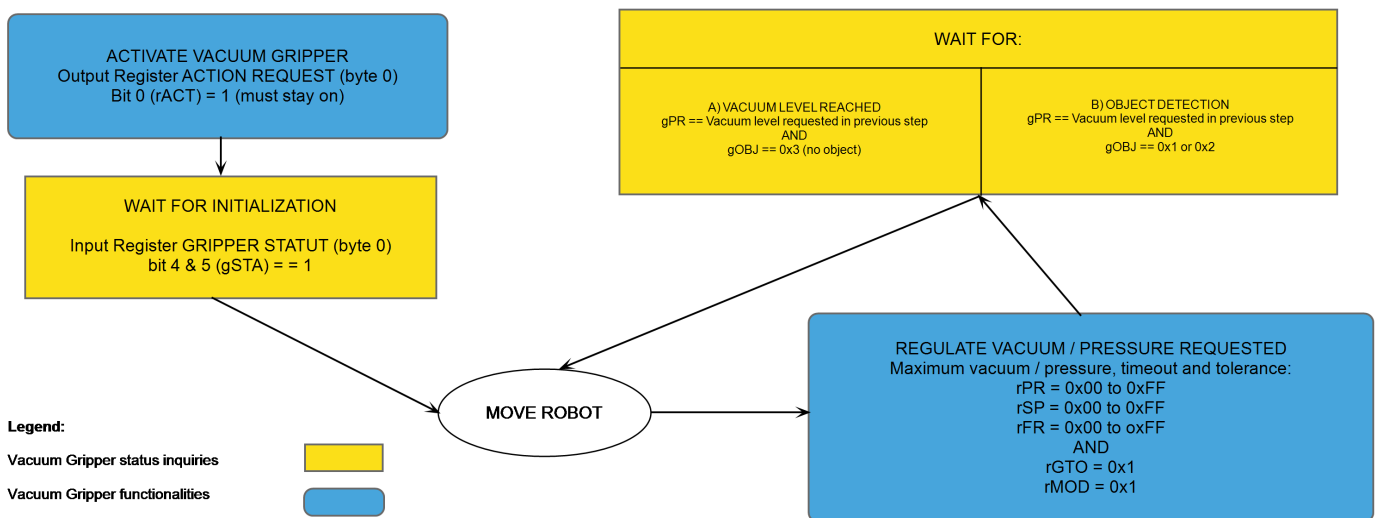 ACTIVATE VACUUM GRIPPER
Output Register ACTION REQUEST (byte 0)
Bit 0 (rACT) = 1 (must stay on)
WAIT FOR INITIALIZATION
Input Register GRIPPER STATUT (byte 0)
bit 4 & 5 (gSTA) = = 1
WAIT FOR:
A) VACUUM LEVEL REACHED
gPR == Vacuum level requested in previous step
AND
gOBJ == 0x3 (no object)
B) OBJECT DETECTION
gPR == Vacuum level requested in previous step
AND
gOBJ == 0x1 or 0x2
MOVE ROBOT
REGULATE VACUUM / PRESSURE REQUESTED
Maximum vacuum / pressure, timeout and tolerance:
rPR = 0x00 to 0xFF
rSP = 0x00 to 0xFF
rFR = 0x00 to oxFF
AND
rGTO = 0x1
rMOD = 0x1
Legend:
Vacuum Gripper status inquiries
Vacuum Gripper functionalities